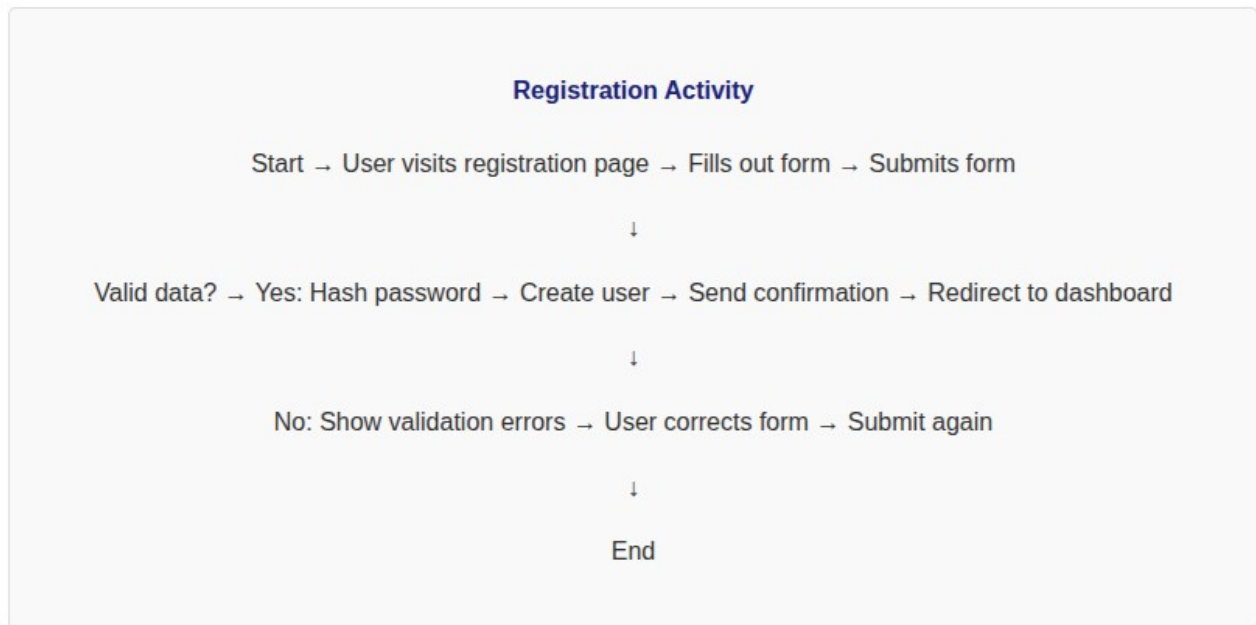 Registration Activity
Start → User visits registration page → Fills out form → Submits form
↓
Valid data? → Yes: Hash password → Create user → Send confirmation → Redirect to dashboard
↓
No: Show validation errors → User corrects form → Submit again
↓
End